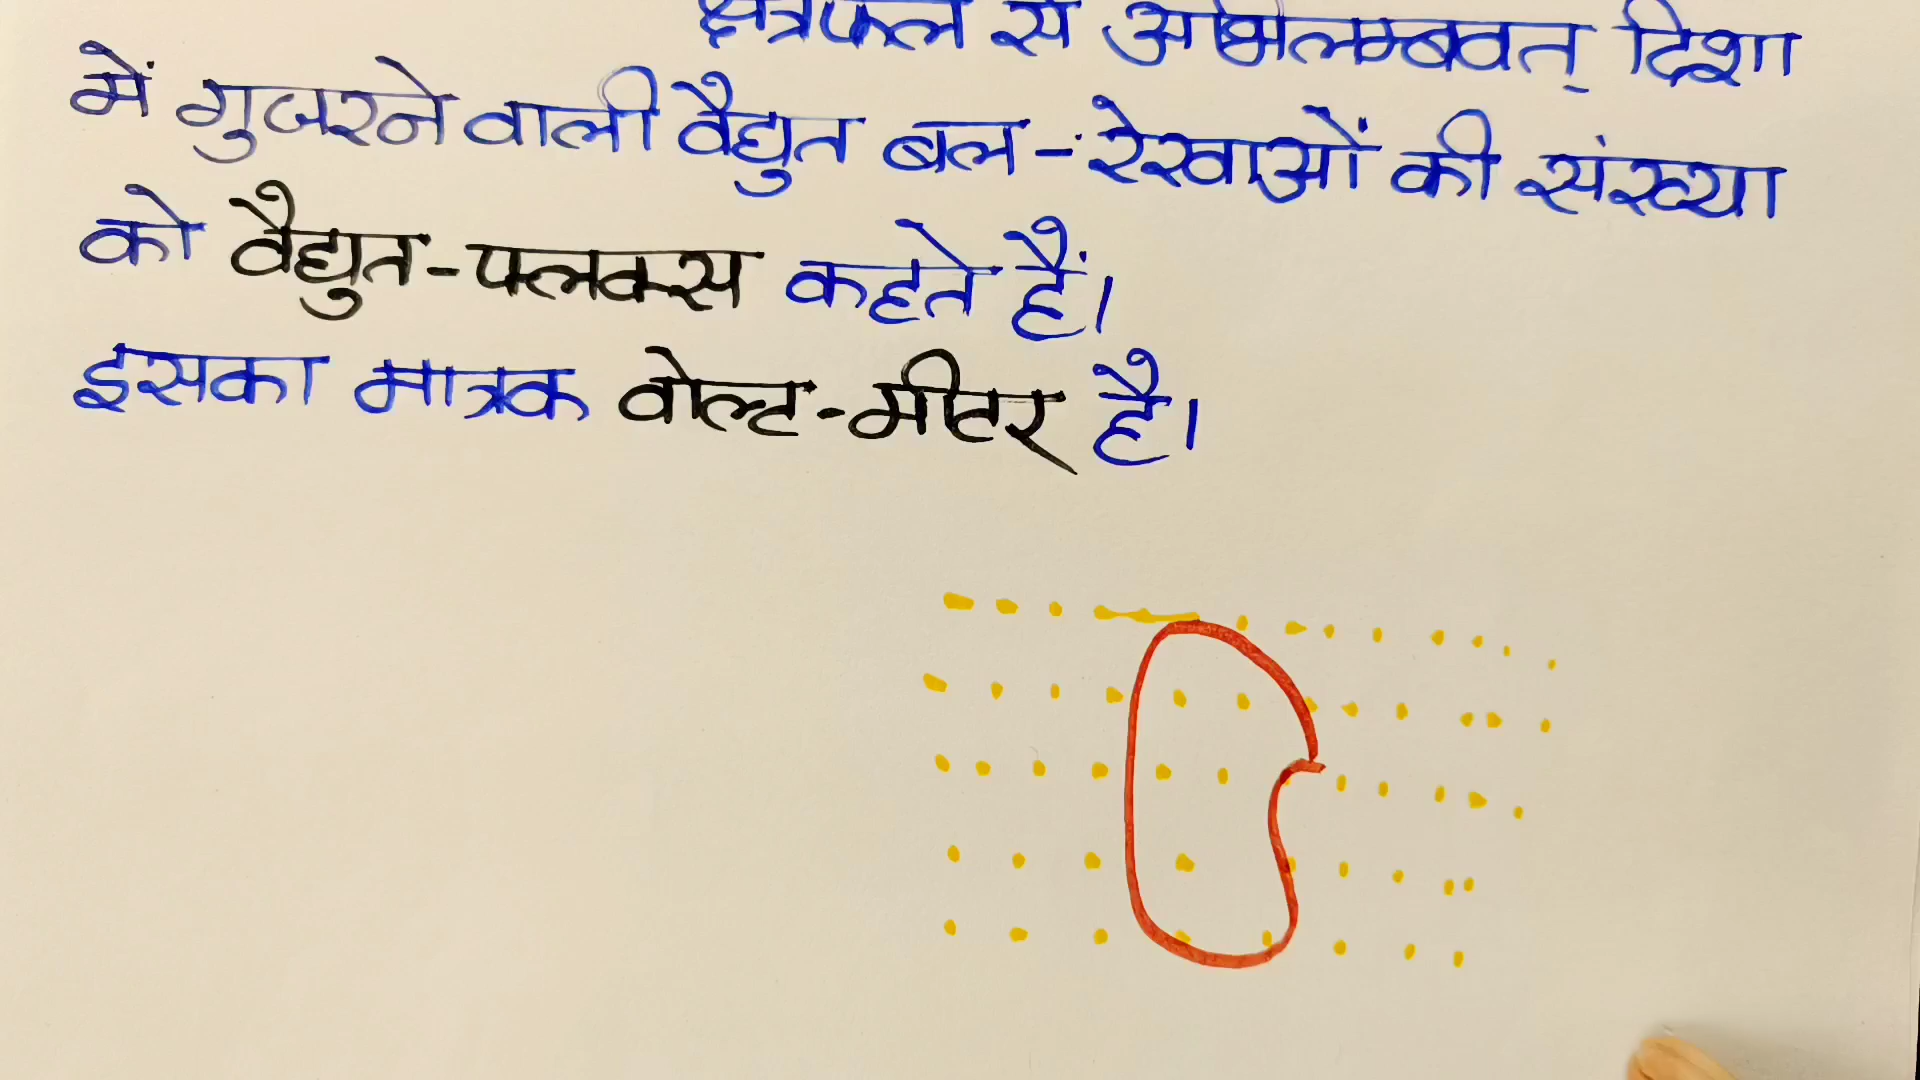 क्षेत्रफल से अभिलम्बवत् दिशा
में गुजरने वाली वैद्युत बल-रेखाओं की संख्या
को वैद्युत-फ्लक्स कहते हैं।
इसका मात्रक वोल्ट-मीटर है।